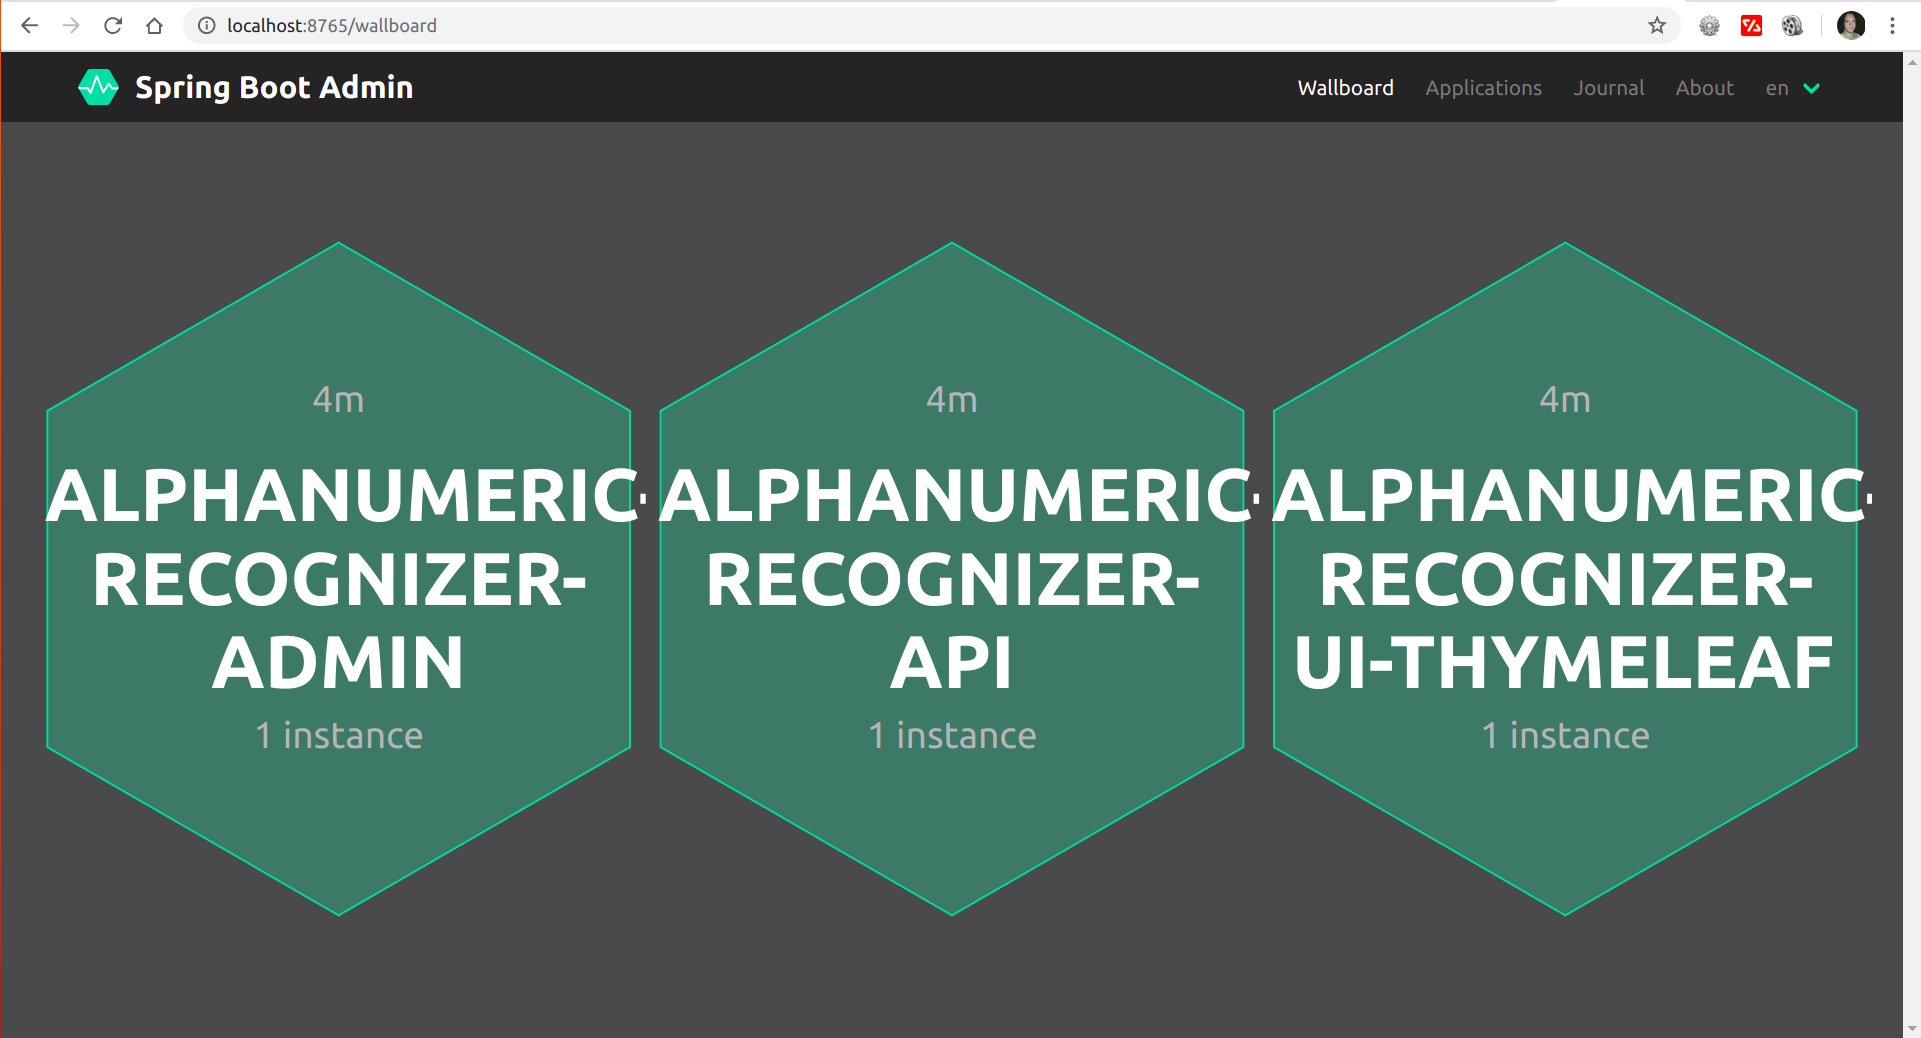 localhost:8765/wallboard
Spring Boot Admin
Wallboard Applications Journal About en
4m
ALPHANUMERIC-
RECOGNIZER-
ADMIN
1 instance
4m
ALPHANUMERIC-
RECOGNIZER-
API
1 instance
4m
ALPHANUMERIC-
RECOGNIZER-
UI-THYMELEAF
1 instance